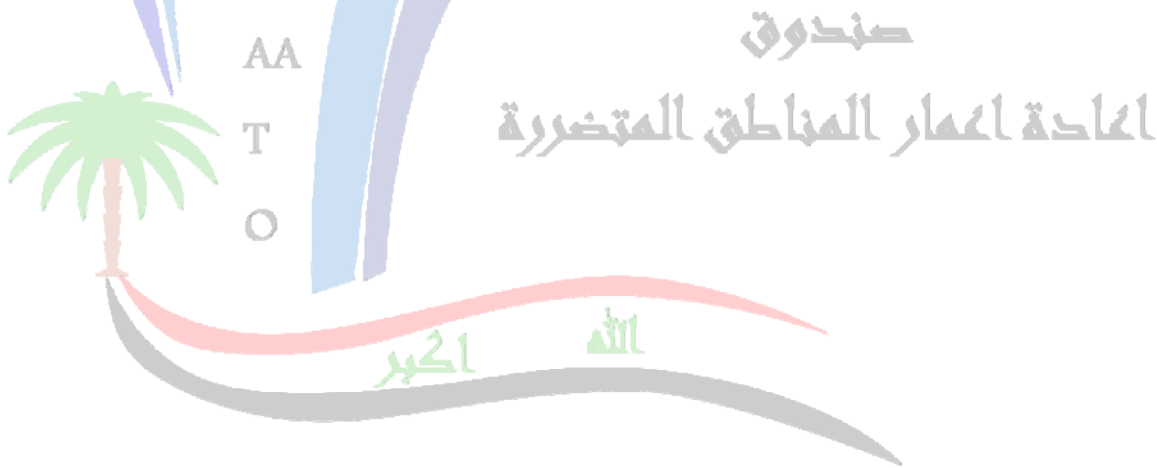 صندوق
اعادة اعمار المناطق المتضررة
AA
T
O
الله
اكبر